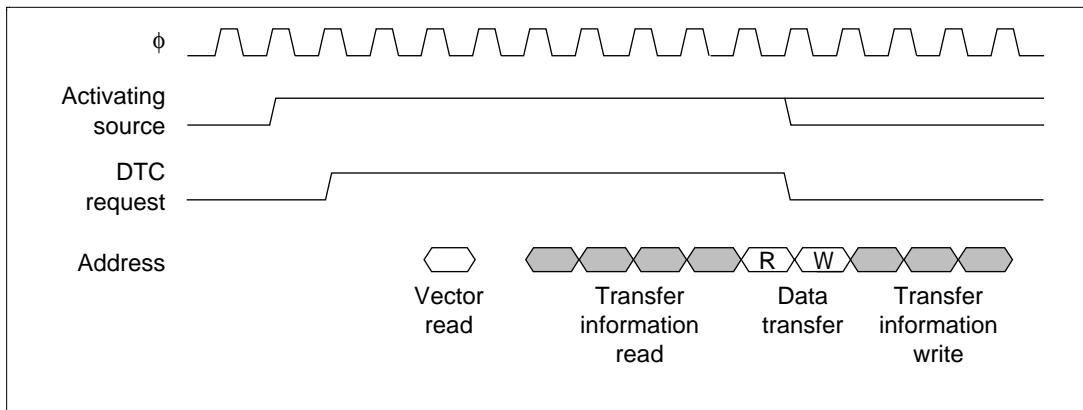 ϕ
Activating
source
DTC
request
Address
R W
Vector
read
Transfer
information
read
Data
transfer
Transfer
information
write